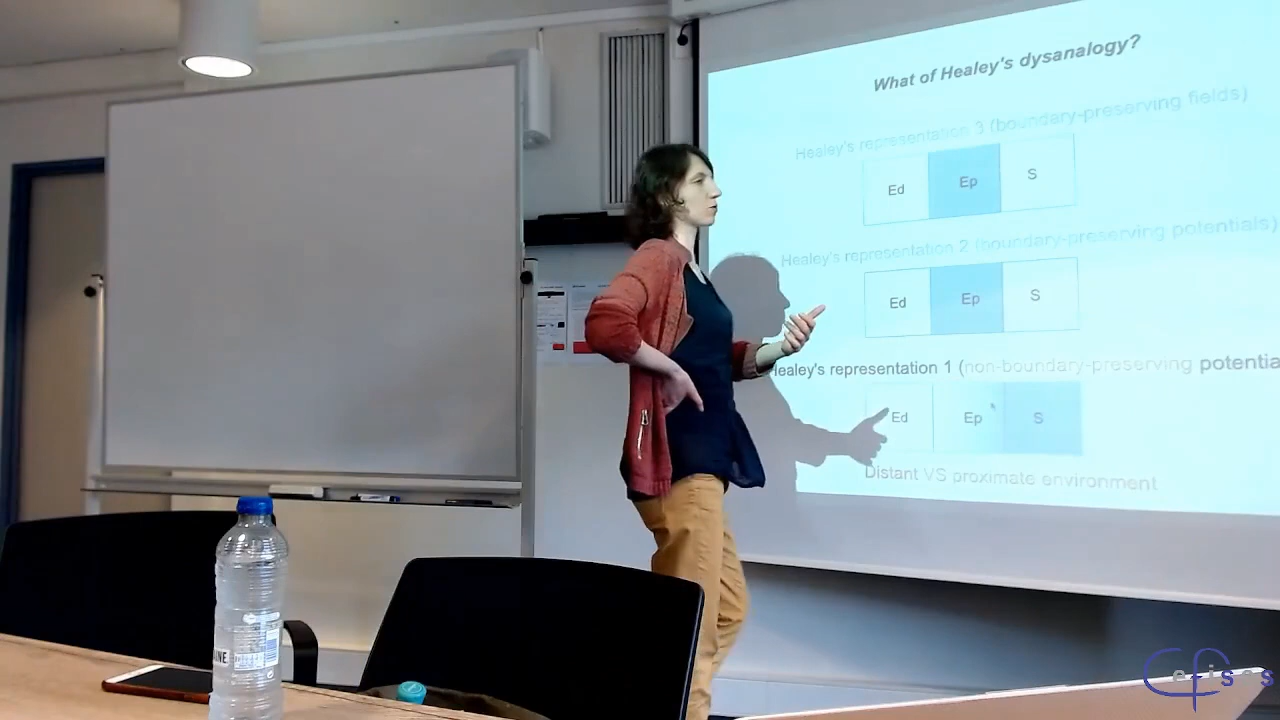 What of Healey's dysanalogy?
Healey's representation 3 (boundary-preserving fields)
Ed Ep S
Healey's representation 2 (boundary-preserving potentials)
Ed Ep S
Healey's representation 1 (non-boundary-preserving potentia
Ed Ep S
Distant VS proximate environment
Cefises